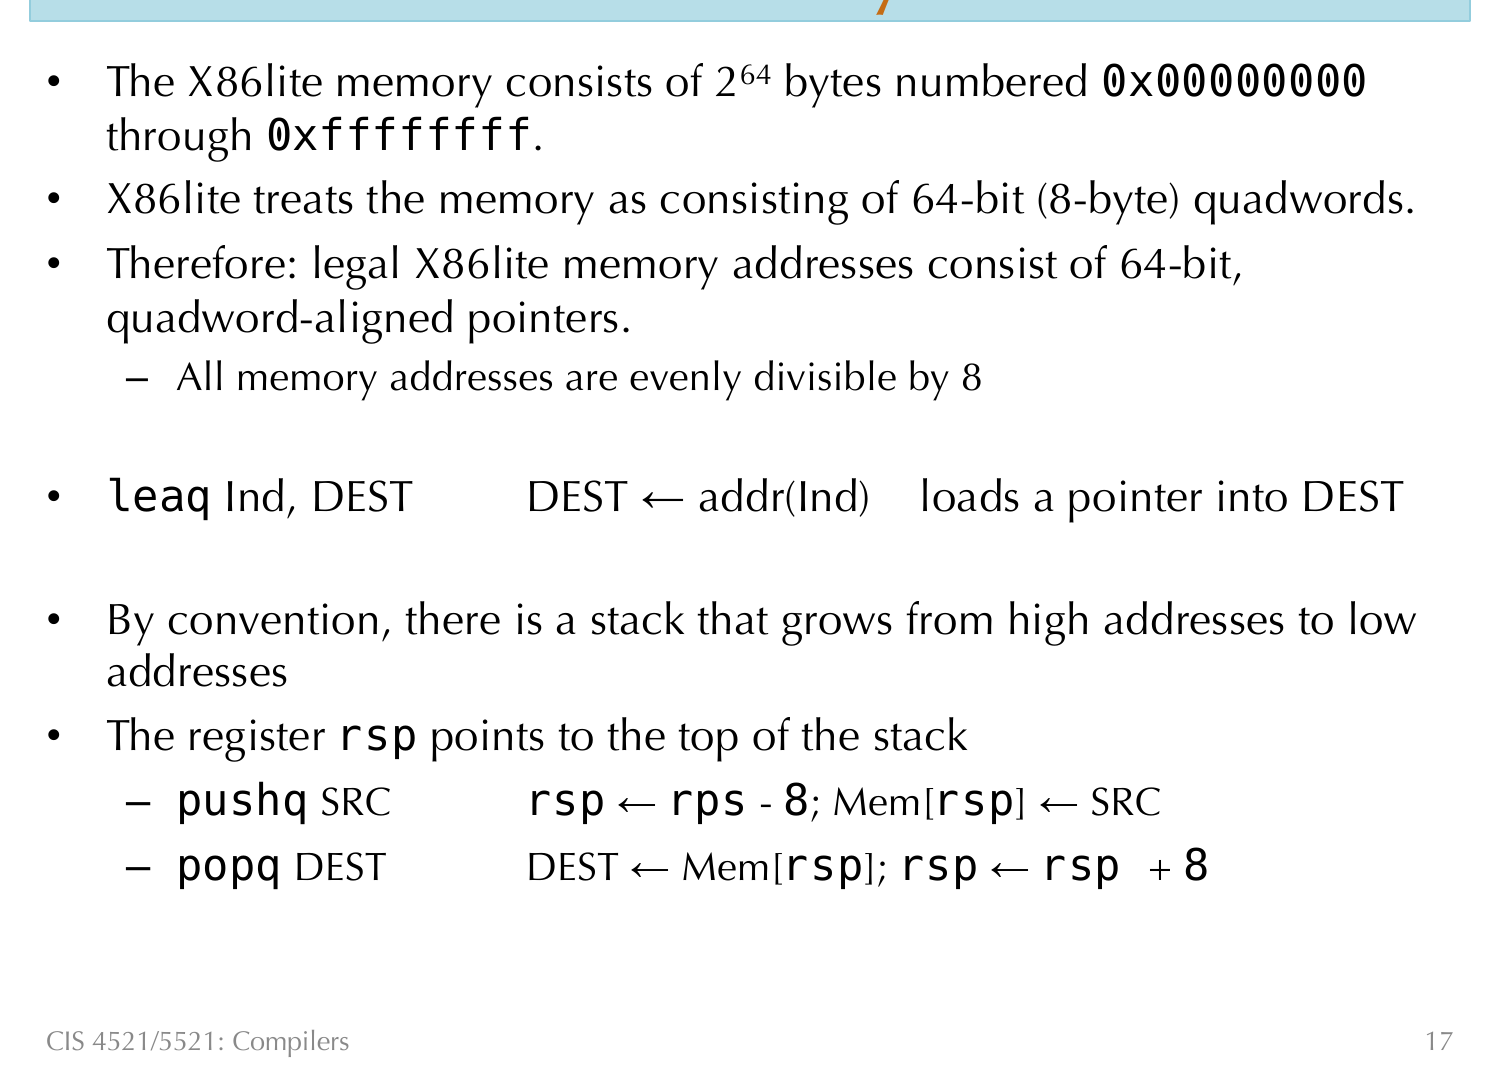 • The X86lite memory consists of 2⁶⁴ bytes numbered 0x00000000
through 0xffffffff.
• X86lite treats the memory as consisting of 64-bit (8-byte) quadwords.
• Therefore: legal X86lite memory addresses consist of 64-bit,
quadword-aligned pointers.
– All memory addresses are evenly divisible by 8
• leaq Ind, DEST DEST ← addr(Ind) loads a pointer into DEST
• By convention, there is a stack that grows from high addresses to low
addresses
• The register rsp points to the top of the stack
– pushq SRC rsp ← rps - 8; Mem[rsp] ← SRC
– popq DEST DEST ← Mem[rsp]; rsp ← rsp + 8
CIS 4521/5521: Compilers 17